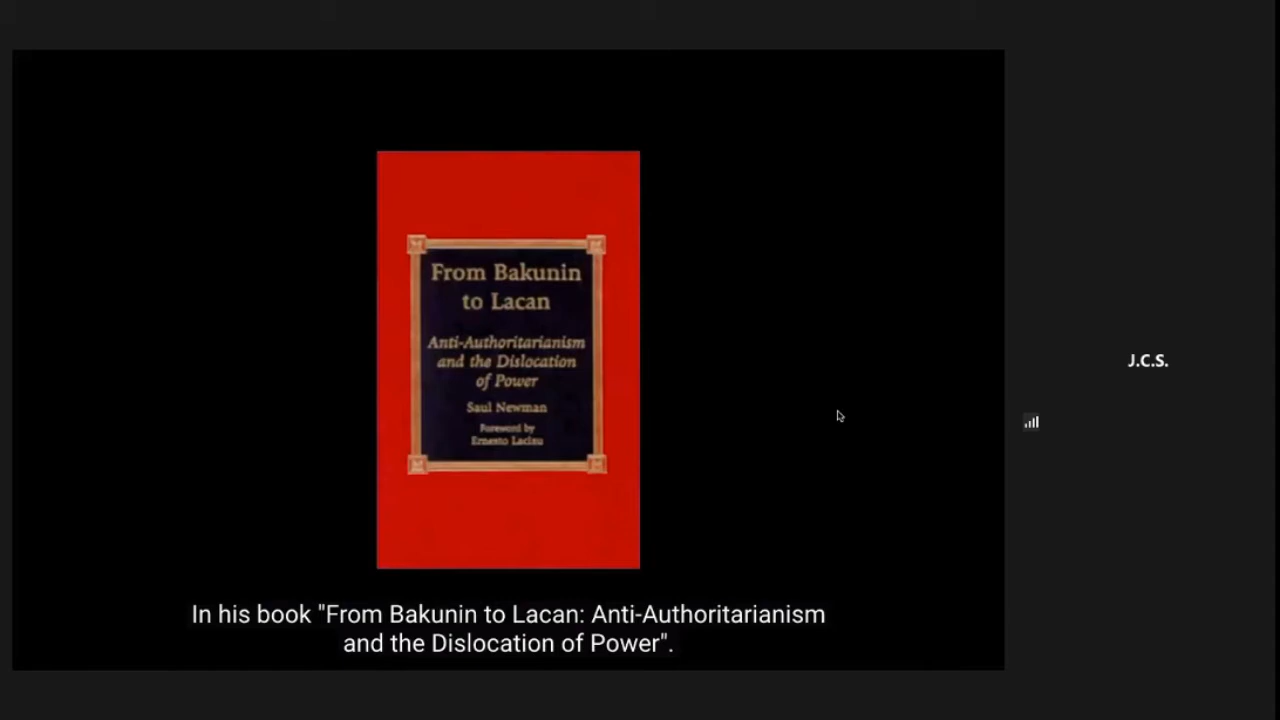 From Bakunin
to Lacan
Anti-Authoritarianism
and the Dislocation
of Power
Saul Newman
Foreword by
Ernesto Laclau
J.C.S.
In his book "From Bakunin to Lacan: Anti-Authoritarianism
and the Dislocation of Power".